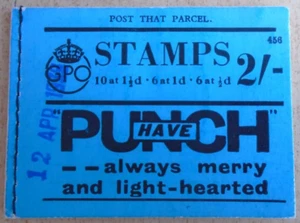 POST THAT PARCEL.
456
GPO
STAMPS 2/-
10 at 1½d · 6 at 1d · 6 at ½d
HAVE
"PUNCH"
-- always merry
and light-hearted
12 APR